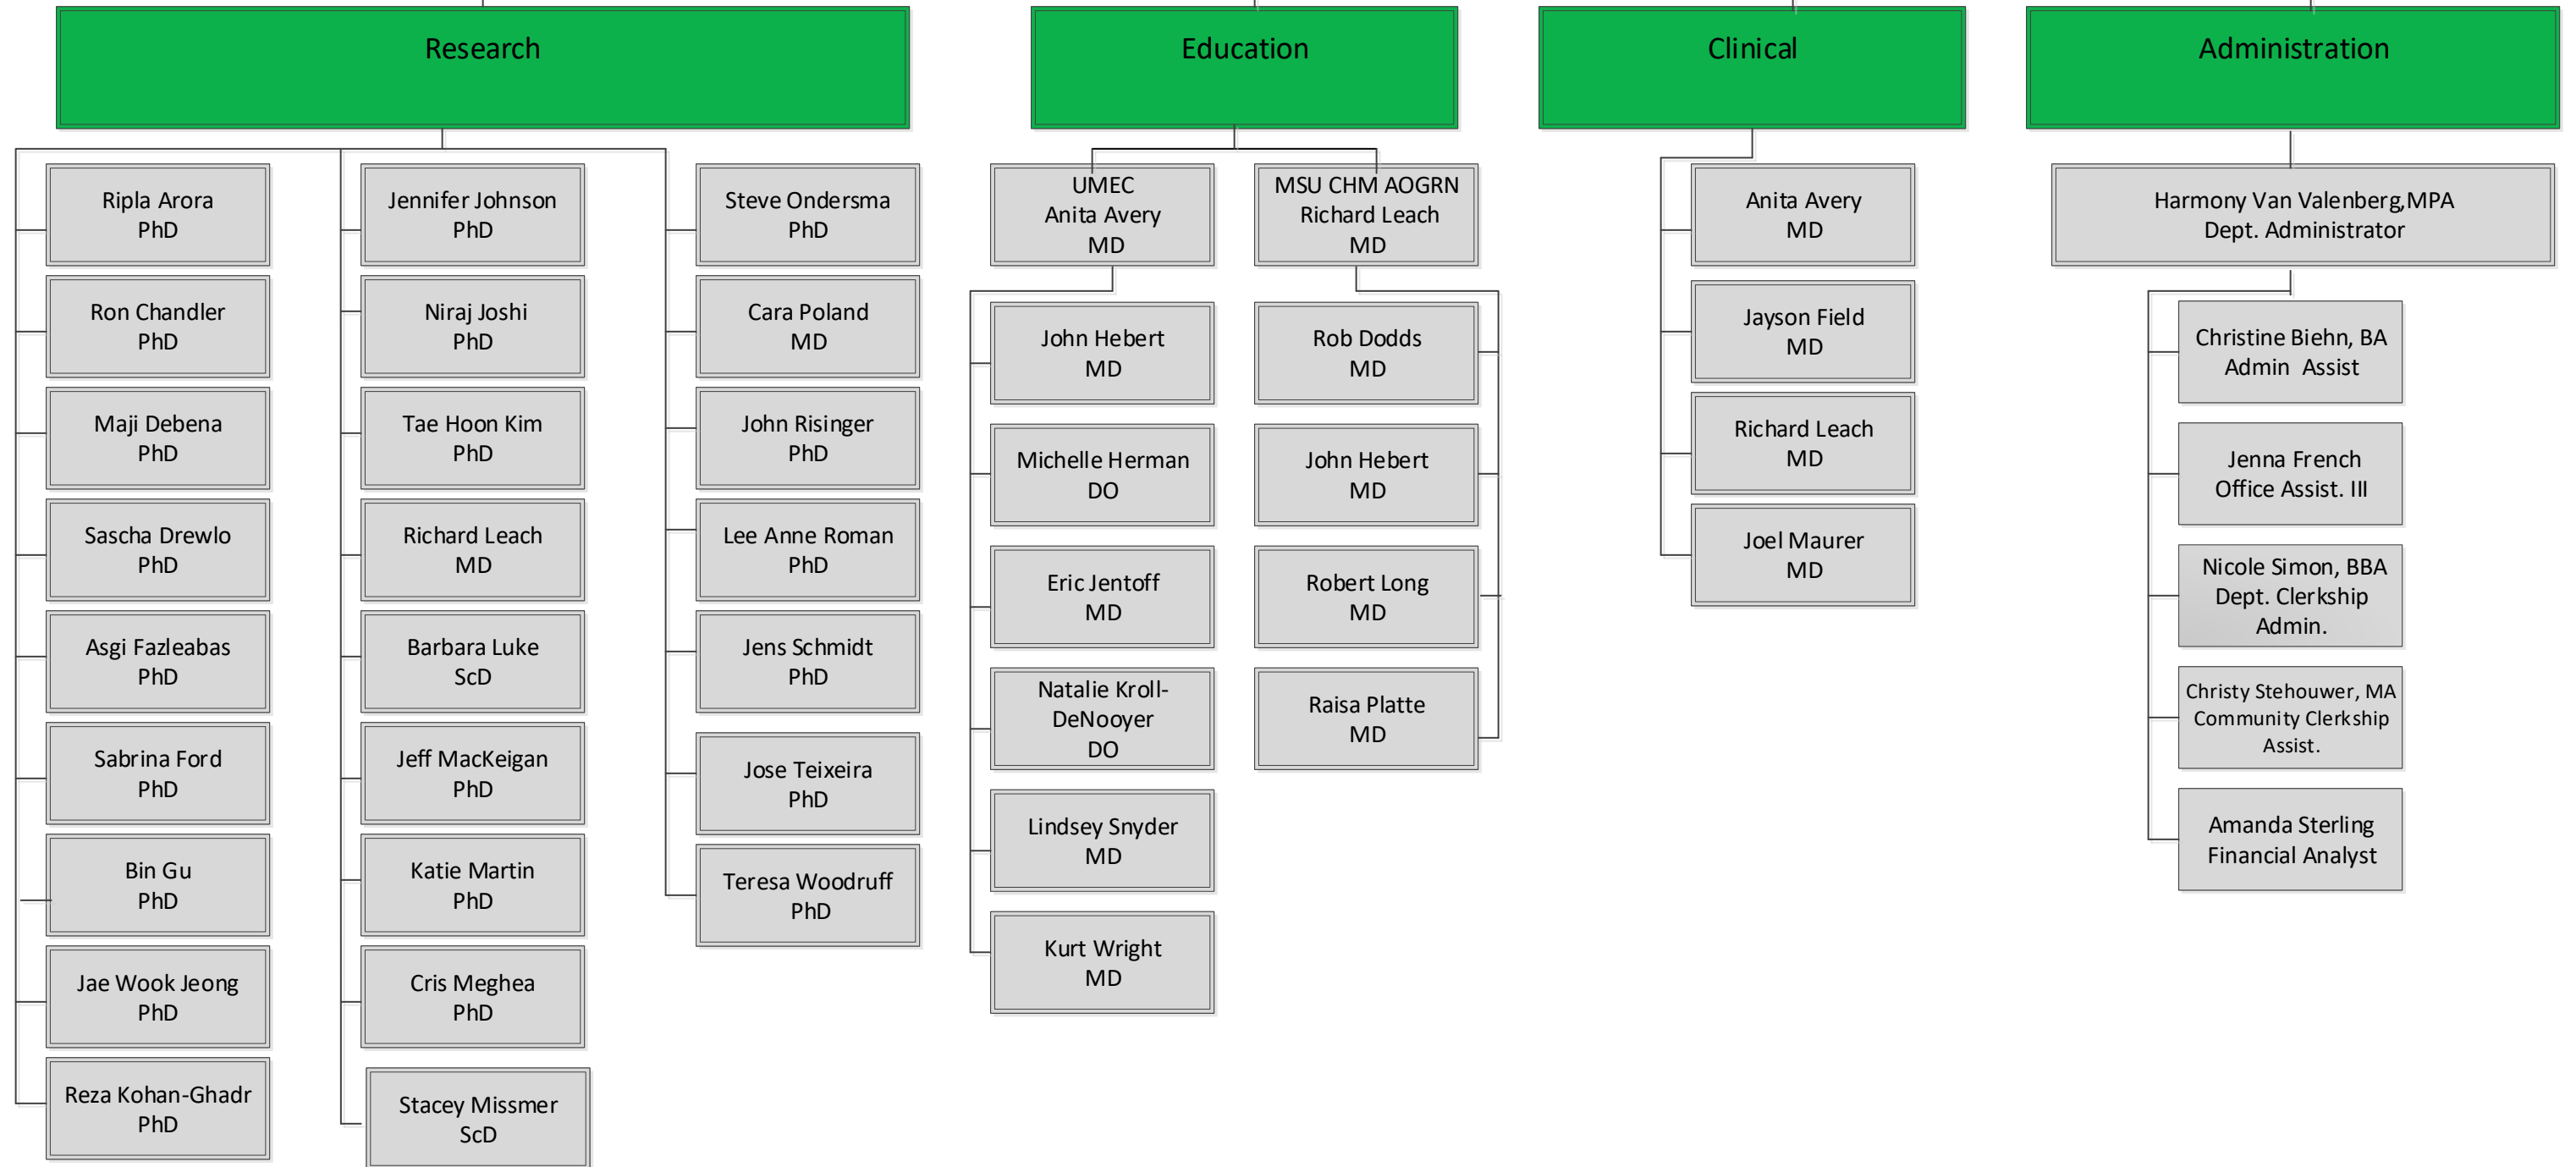 Research
Ripla Arora
PhD
Ron Chandler
PhD
Maji Debena
PhD
Sascha Drewlo
PhD
Asgi Fazleabas
PhD
Sabrina Ford
PhD
Bin Gu
PhD
Jae Wook Jeong
PhD
Reza Kohan-Ghadr
PhD
Jennifer Johnson
PhD
Niraj Joshi
PhD
Tae Hoon Kim
PhD
Richard Leach
MD
Barbara Luke
ScD
Jeff MacKeigan
PhD
Katie Martin
PhD
Cris Meghea
PhD
Stacey Missmer
ScD
Steve Ondersma
PhD
Cara Poland
MD
John Risinger
PhD
Lee Anne Roman
PhD
Jens Schmidt
PhD
Jose Teixeira
PhD
Teresa Woodruff
PhD
Education
UMEC
Anita Avery
MD
John Hebert
MD
Michelle Herman
DO
Eric Jentoff
MD
Natalie Kroll-
DeNooyer
DO
Lindsey Snyder
MD
Kurt Wright
MD
MSU CHM AOGRN
Richard Leach
MD
Rob Dodds
MD
John Hebert
MD
Robert Long
MD
Raisa Platte
MD
Clinical
Anita Avery
MD
Jayson Field
MD
Richard Leach
MD
Joel Maurer
MD
Administration
Harmony Van Valenberg,MPA
Dept. Administrator
Christine Biehn, BA
Admin  Assist
Jenna French
Office Assist. III
Nicole Simon, BBA
Dept. Clerkship
Admin.
Christy Stehouwer, MA
Community Clerkship
Assist.
Amanda Sterling
Financial Analyst